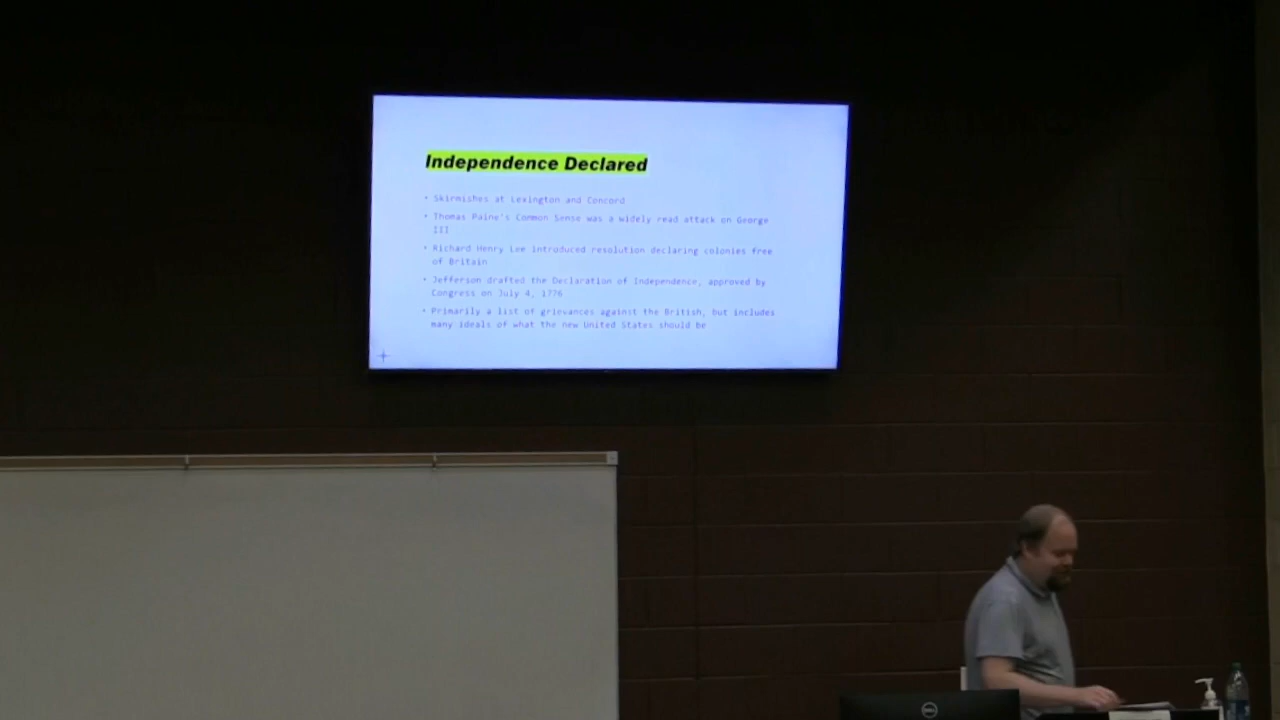 Independence Declared
• Skirmishes at Lexington and Concord
• Thomas Paine's Common Sense was a widely read attack on George
III
• Richard Henry Lee introduced resolution declaring colonies free
of Britain
• Jefferson drafted the Declaration of Independence, approved by
Congress on July 4, 1776
• Primarily a list of grievances against the British, but includes
many ideals of what the new United States should be
DELL